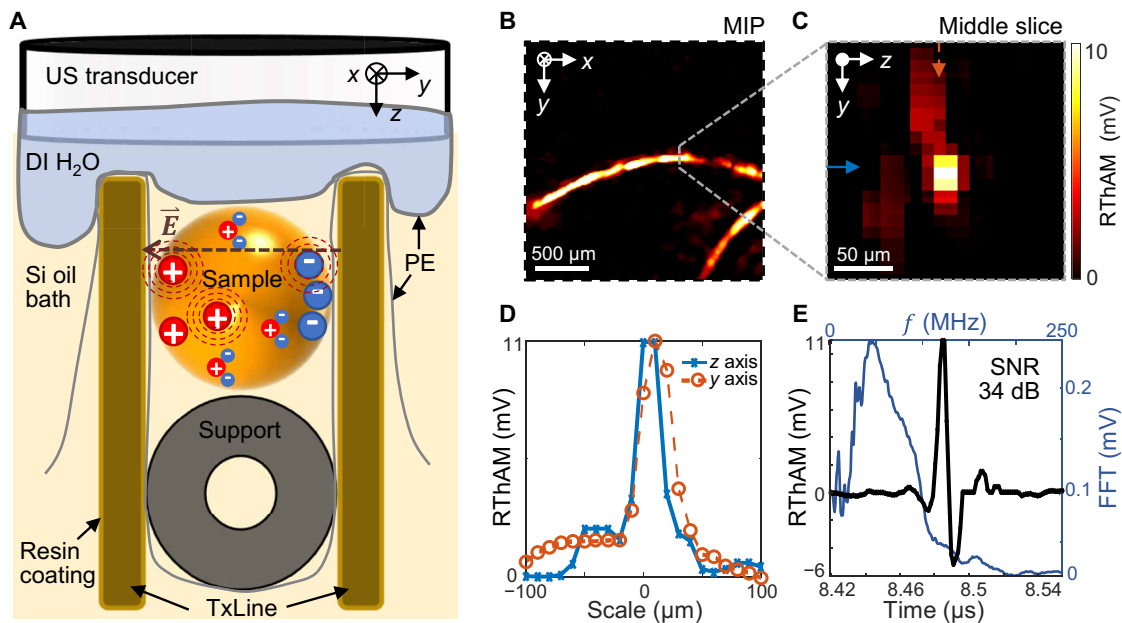 A
US transducer
x
y
z
DI H₂O
E
Sample
PE
Si oil
bath
Support
Resin
coating
TxLine
B
MIP
x
y
500 µm
C
Middle slice
z
y
50 µm
10
RThAM (mV)
0
D
11
RThAM (mV)
0
z axis
y axis
−100
0
100
Scale (µm)
E
0
f (MHz)
250
11
RThAM (mV)
0
−6
SNR
34 dB
0.2
0.1
0
FFT (mV)
8.42
8.46
8.5
8.54
Time (µs)